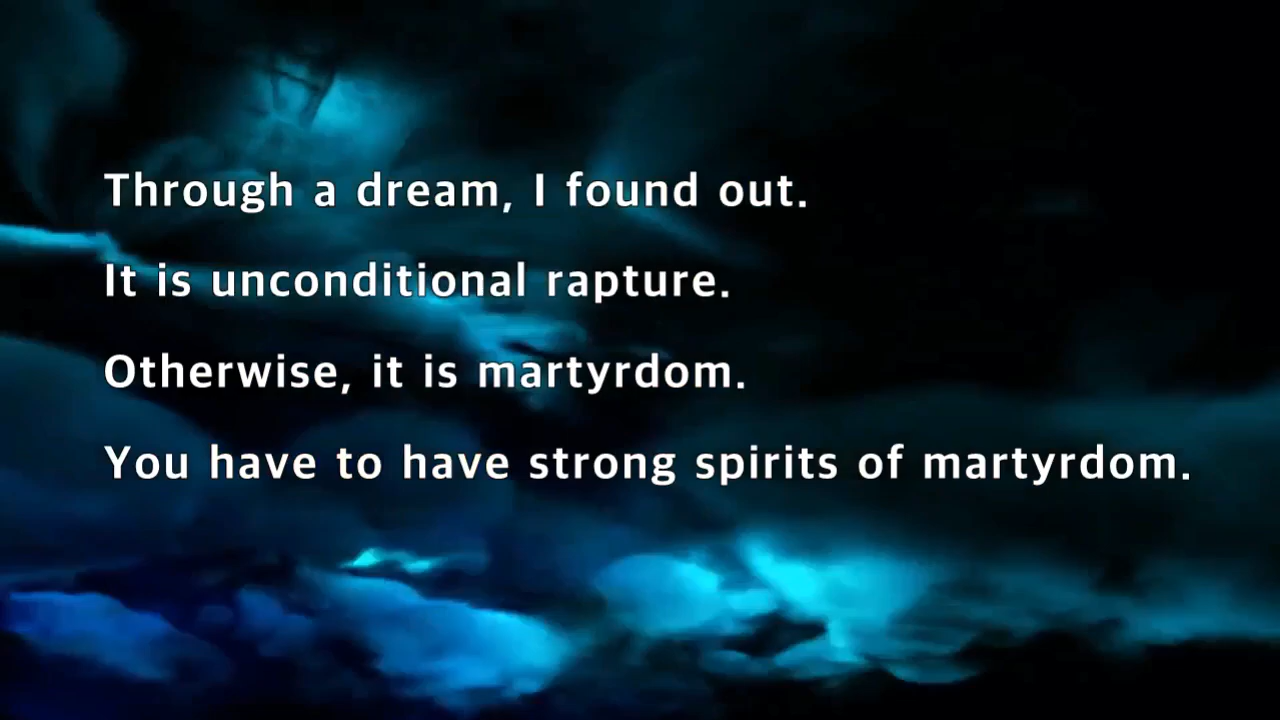 Through a dream, I found out.
It is unconditional rapture.
Otherwise, it is martyrdom.
You have to have strong spirits of martyrdom.